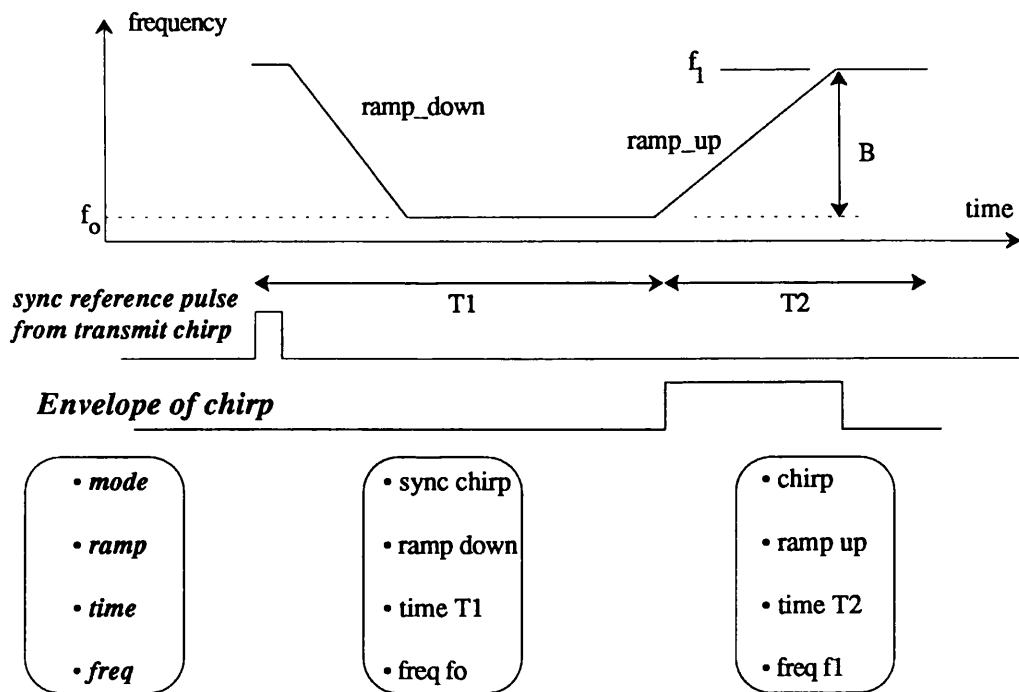 frequency
f1
ramp_down
ramp_up
B
fo
time
T1
T2
sync reference pulse
from transmit chirp
Envelope of chirp
• mode
• ramp
• time
• freq
• sync chirp
• ramp down
• time T1
• freq fo
• chirp
• ramp up
• time T2
• freq f1